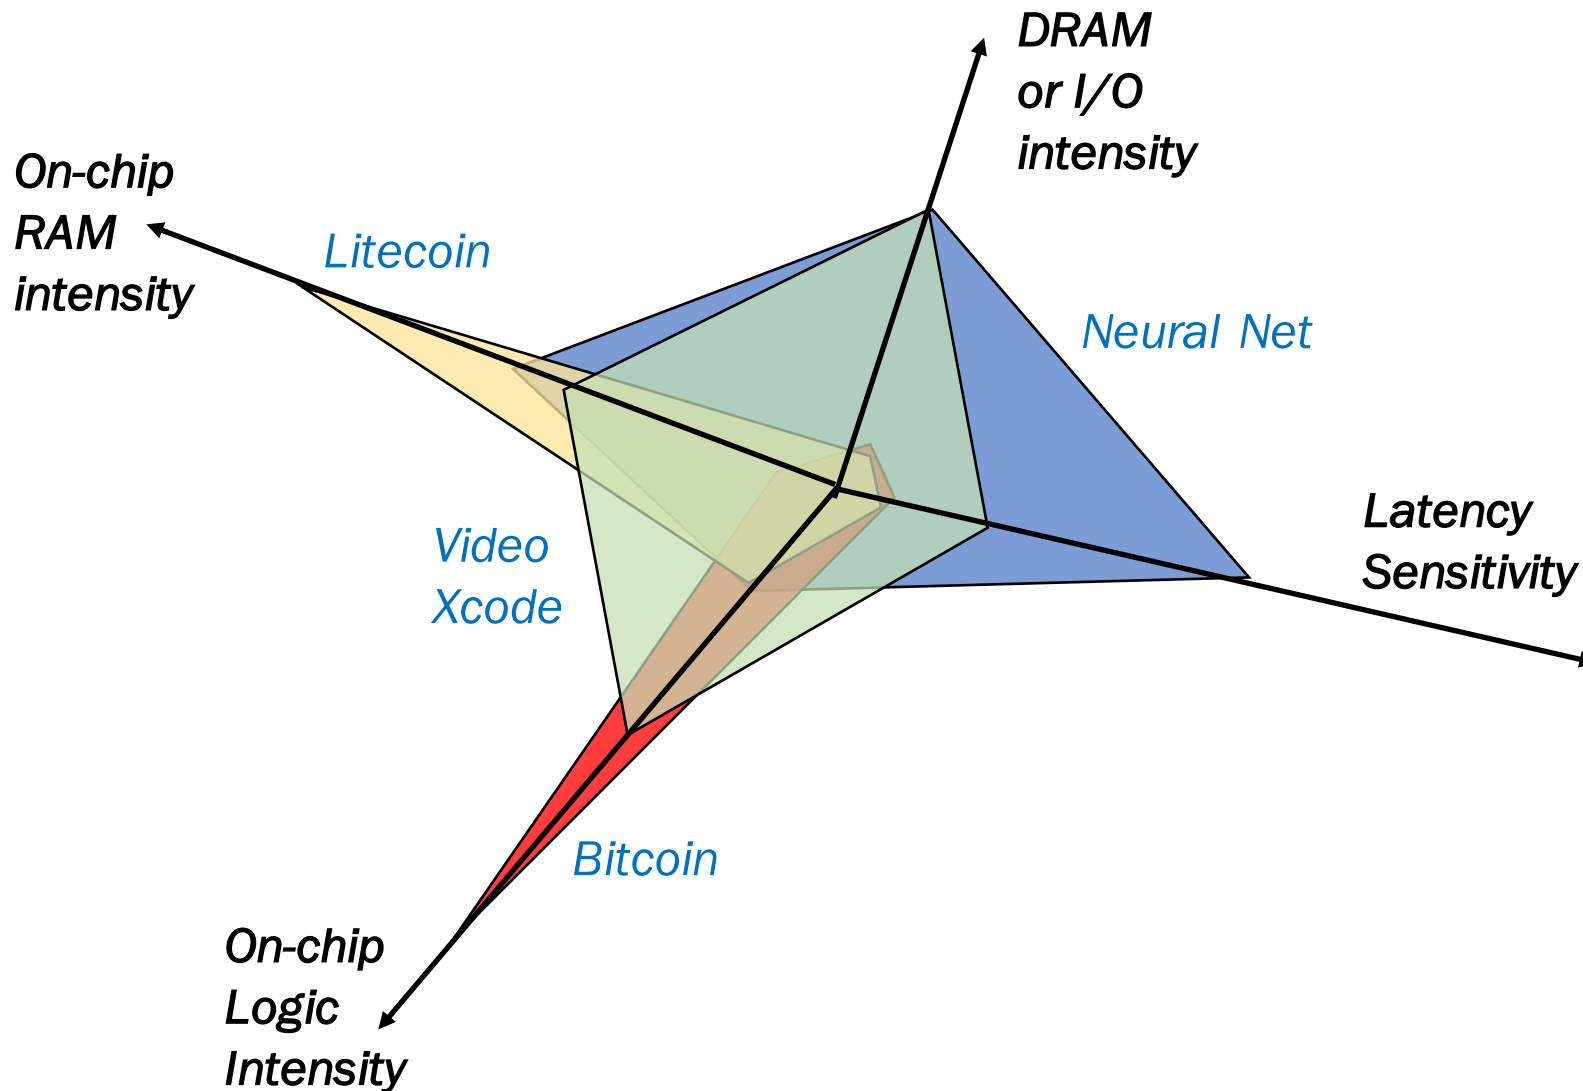 DRAM
or I/O
intensity
On-chip
RAM
intensity
Litecoin
Neural Net
Latency
Sensitivity
Video
Xcode
Bitcoin
On-chip
Logic
Intensity